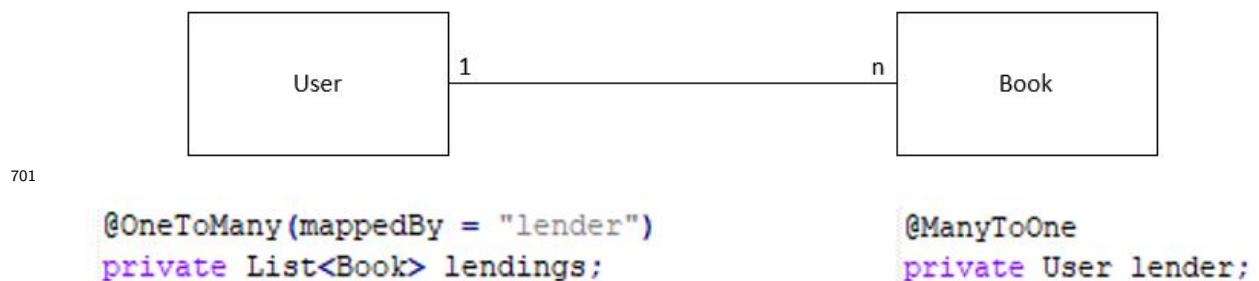 User
1
n
Book
701
@OneToMany(mappedBy = "lender")
private List<Book> lendings;
@ManyToOne
private User lender;